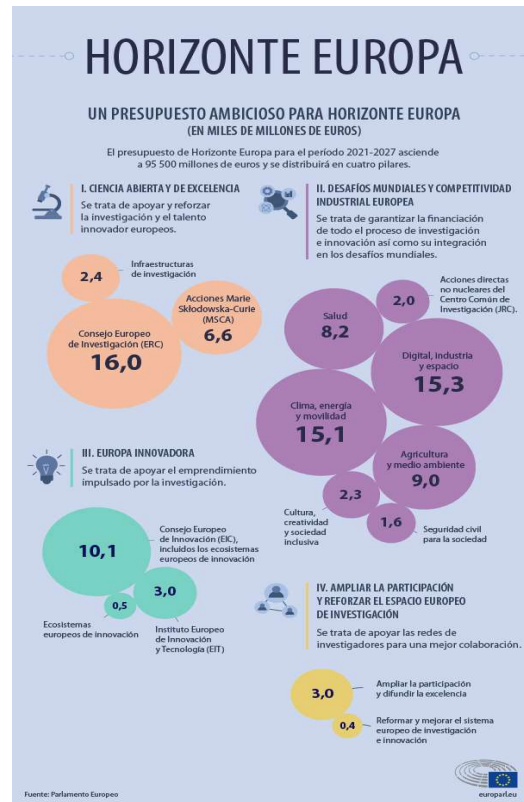 HORIZONTE EUROPA
UN PRESUPUESTO AMBICIOSO PARA HORIZONTE EUROPA
(EN MILES DE MILLONES DE EUROS)
El presupuesto de Horizonte Europa para el período 2021-2027 asciende
a 95 500 millones de euros y se distribuirá en cuatro pilares.
I. CIENCIA ABIERTA Y DE EXCELENCIA
Se trata de apoyar y reforzar
la investigación y el talento
innovador europeos.
2,4
Infraestructuras
de investigación
Acciones Marie
Skłodowska-Curie
(MSCA)
6,6
Consejo Europeo
de Investigación (ERC)
16,0
II. DESAFÍOS MUNDIALES Y COMPETITIVIDAD
INDUSTRIAL EUROPEA
Se trata de garantizar la financiación
de todo el proceso de investigación
e innovación así como su integración
en los desafíos mundiales.
2,0
Acciones directas
no nucleares del
Centro Común de
Investigación (JRC).
Salud
8,2
Digital, industria
y espacio
15,3
Clima, energía
y movilidad
15,1
Agricultura
y medio ambiente
9,0
2,3
Cultura,
creatividad
y sociedad
inclusiva
1,6
Seguridad civil
para la sociedad
III. EUROPA INNOVADORA
Se trata de apoyar el emprendimiento
impulsado por la investigación.
10,1
Consejo Europeo
de Innovación (EIC),
incluidos los ecosistemas
europeos de innovación
3,0
0,5
Ecosistemas
europeos de innovación
Instituto Europeo
de Innovación
y Tecnología (EIT)
IV. AMPLIAR LA PARTICIPACIÓN
Y REFORZAR EL ESPACIO EUROPEO
DE INVESTIGACIÓN
Se trata de apoyar las redes de
investigadores para una mejor colaboración.
3,0
Ampliar la participación
y difundir la excelencia
0,4
Reformar y mejorar el sistema
europeo de investigación
e innovación
Fuente: Parlamento Europeo
europarl.eu